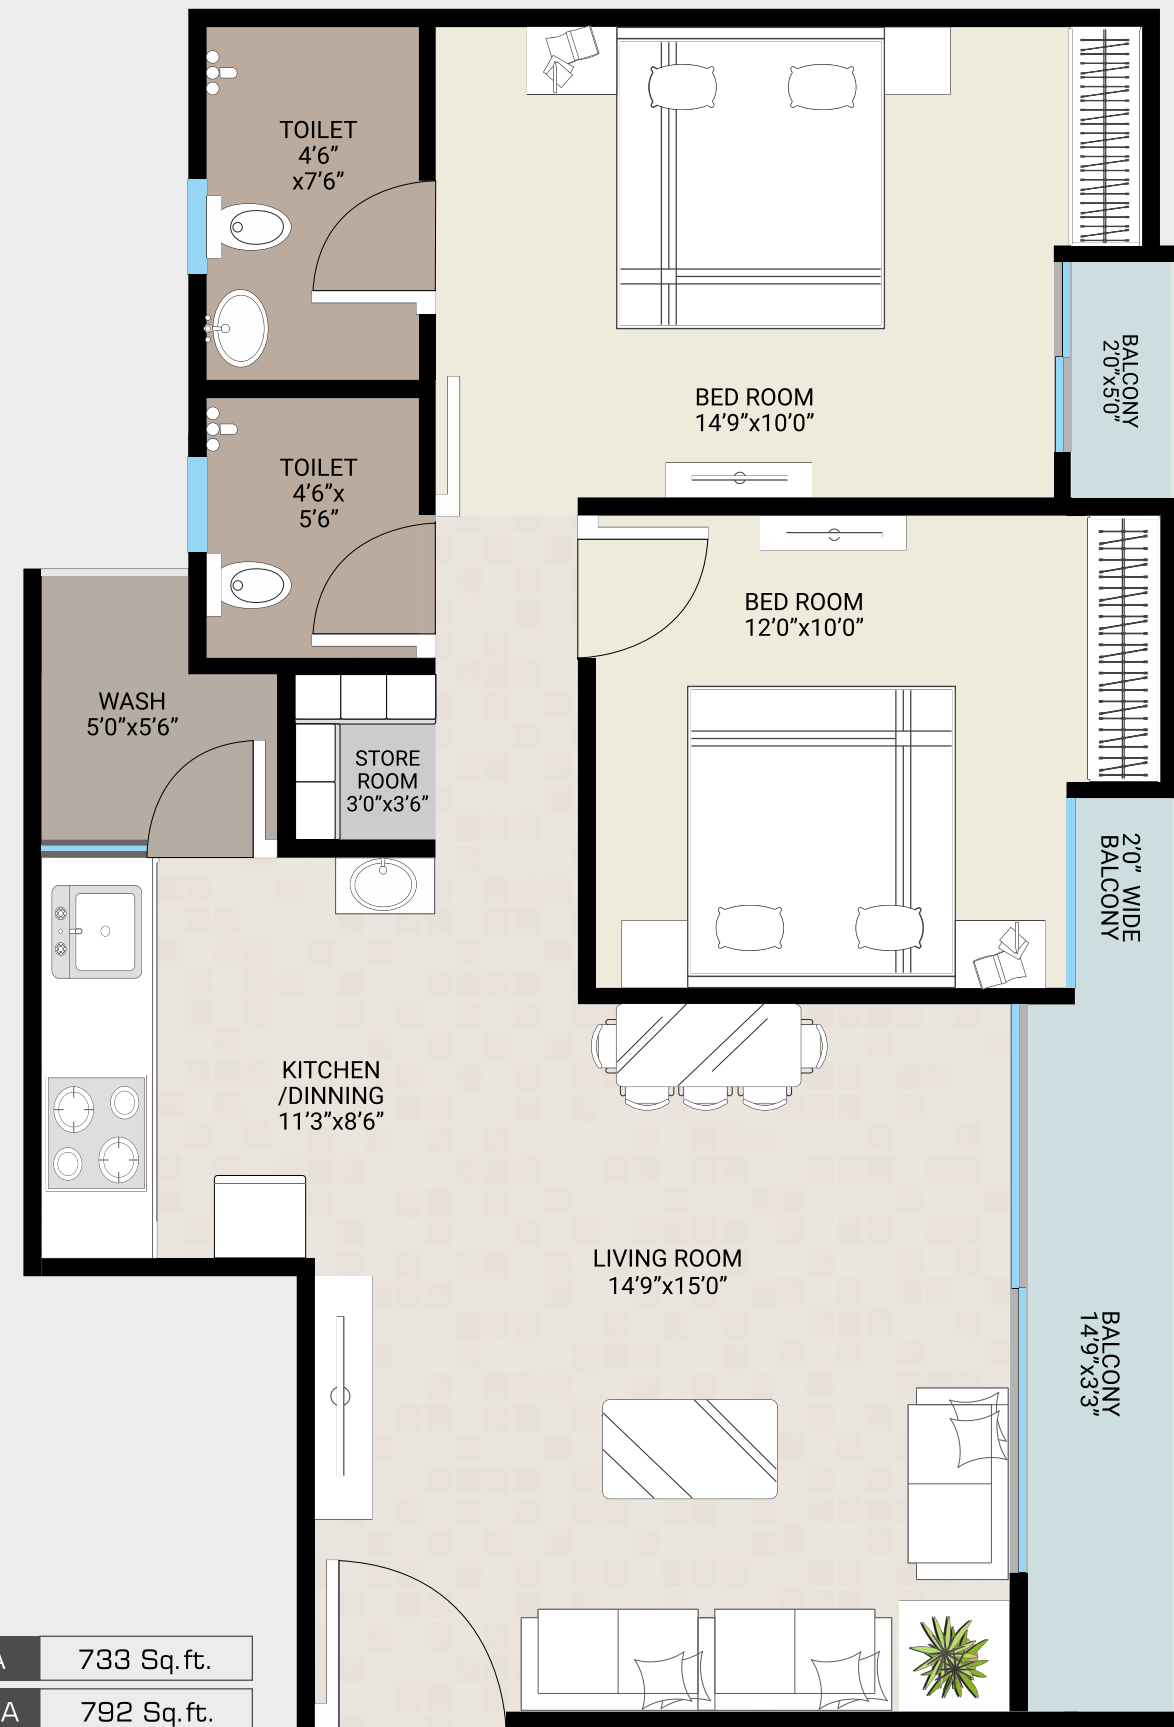 TOILET
4’6”
x7’6”
BED ROOM
14’9”x10’0”
BALCONY
2’0”x5’0”
TOILET
4’6”x
5’6”
BED ROOM
12’0”x10’0”
WASH
5’0”x5’6”
STORE
ROOM
3’0”x3’6”
2’0” WIDE
BALCONY
KITCHEN
/DINNING
11’3”x8’6”
LIVING ROOM
14’9”x15’0”
BALCONY
14’9”x3’3”
A 733 Sq.ft.
A 792 Sq.ft.